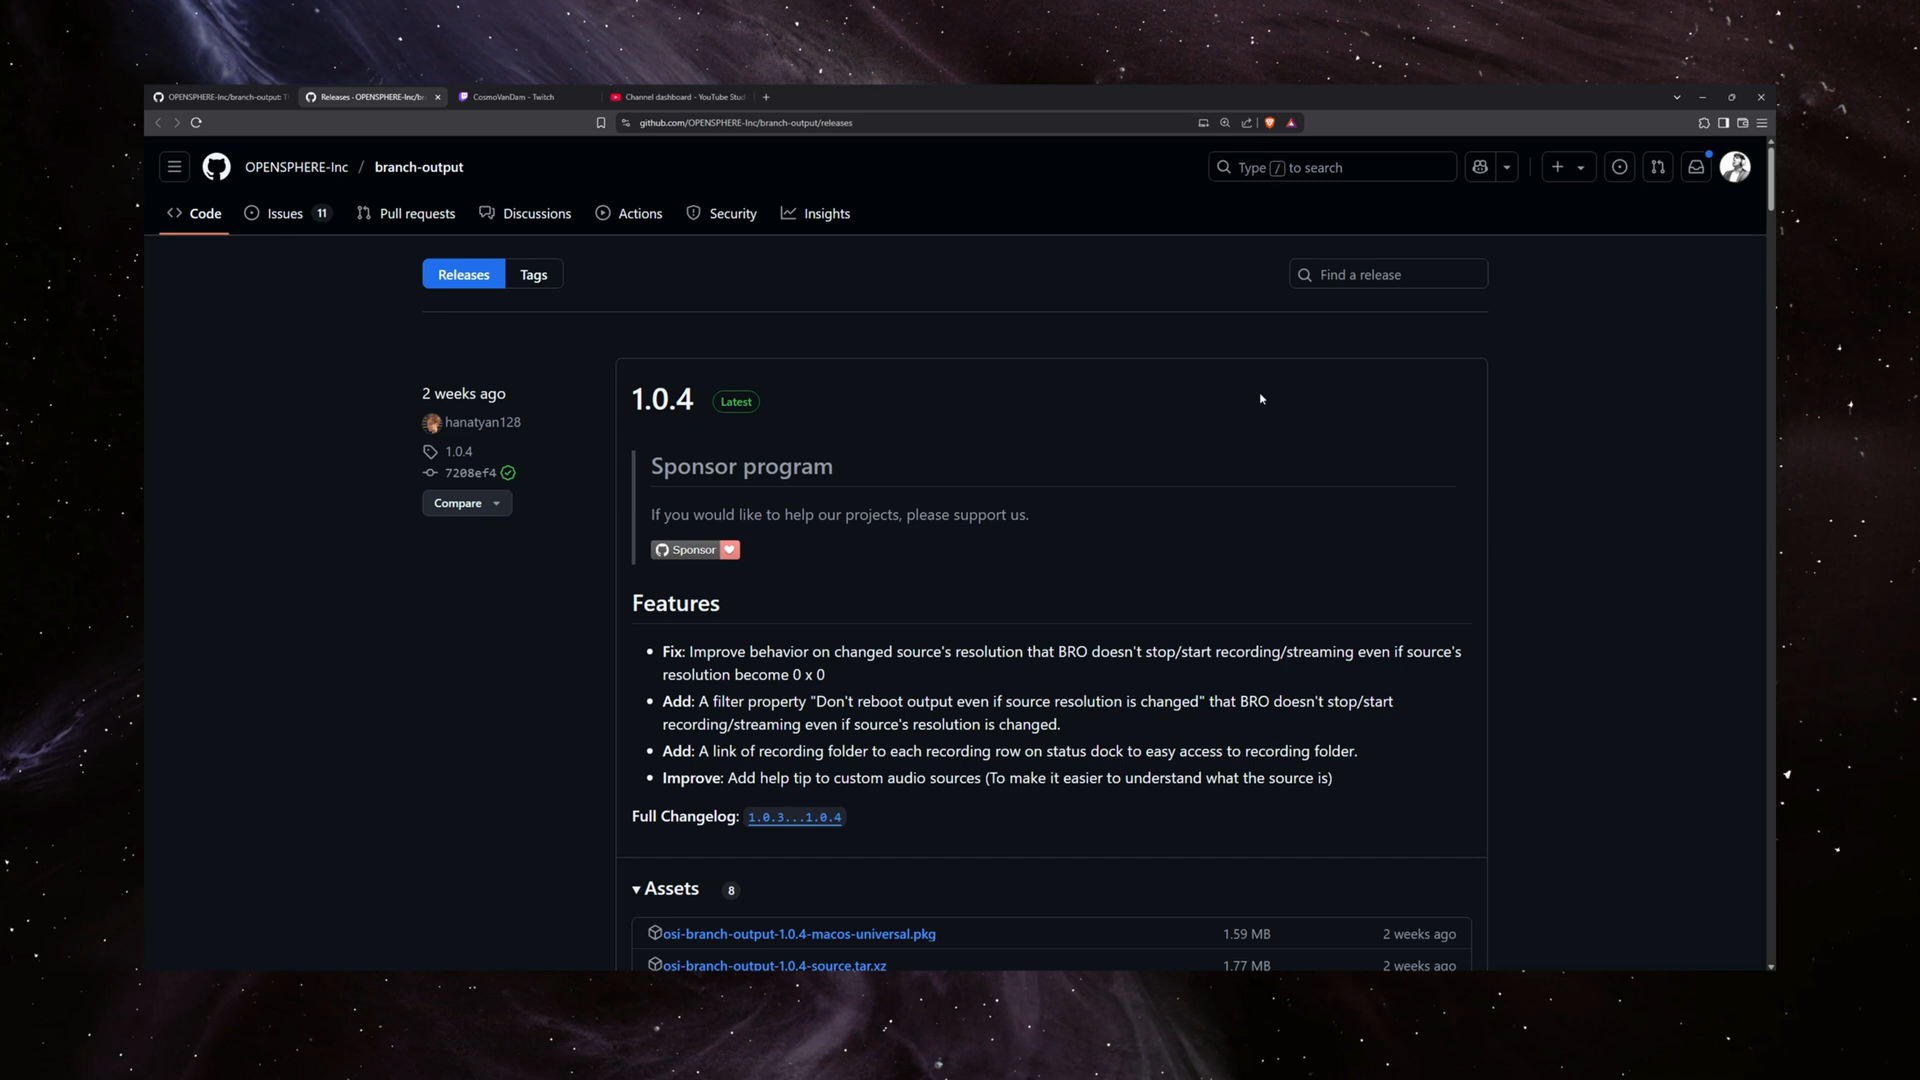 OPENSPHERE-Inc/branch-output: T
Releases · OPENSPHERE-Inc/br
CosmoVanDam - Twitch
Channel dashboard - YouTube Stud
github.com/OPENSPHERE-Inc/branch-output/releases
OPENSPHERE-Inc / branch-output
Type / to search
Code
Issues 11
Pull requests
Discussions
Actions
Security
Insights
Releases
Tags
Find a release
2 weeks ago
hanatyan128
1.0.4
7208ef4
Compare
1.0.4 Latest
Sponsor program
If you would like to help our projects, please support us.
Sponsor
Features
• Fix: Improve behavior on changed source's resolution that BRO doesn't stop/start recording/streaming even if source's
resolution become 0 x 0
• Add: A filter property "Don't reboot output even if source resolution is changed" that BRO doesn't stop/start
recording/streaming even if source's resolution is changed.
• Add: A link of recording folder to each recording row on status dock to easy access to recording folder.
• Improve: Add help tip to custom audio sources (To make it easier to understand what the source is)
Full Changelog: 1.0.3...1.0.4
Assets 8
osi-branch-output-1.0.4-macos-universal.pkg 1.59 MB 2 weeks ago
osi-branch-output-1.0.4-source.tar.xz 1.77 MB 2 weeks ago